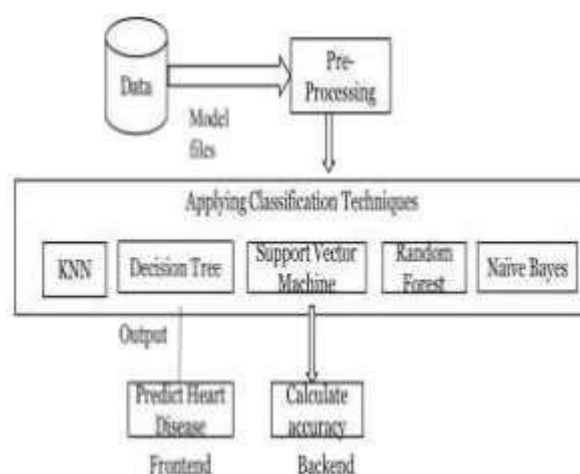 Data
Pre-
Processing
Model
files
Applying Classification Techniques
KNN
Decision Tree
Support Vector
Machine
Random
Forest
Naïve Bayes
Output
Predict Heart
Disease
Calculate
accuracy
Frontend
Backend